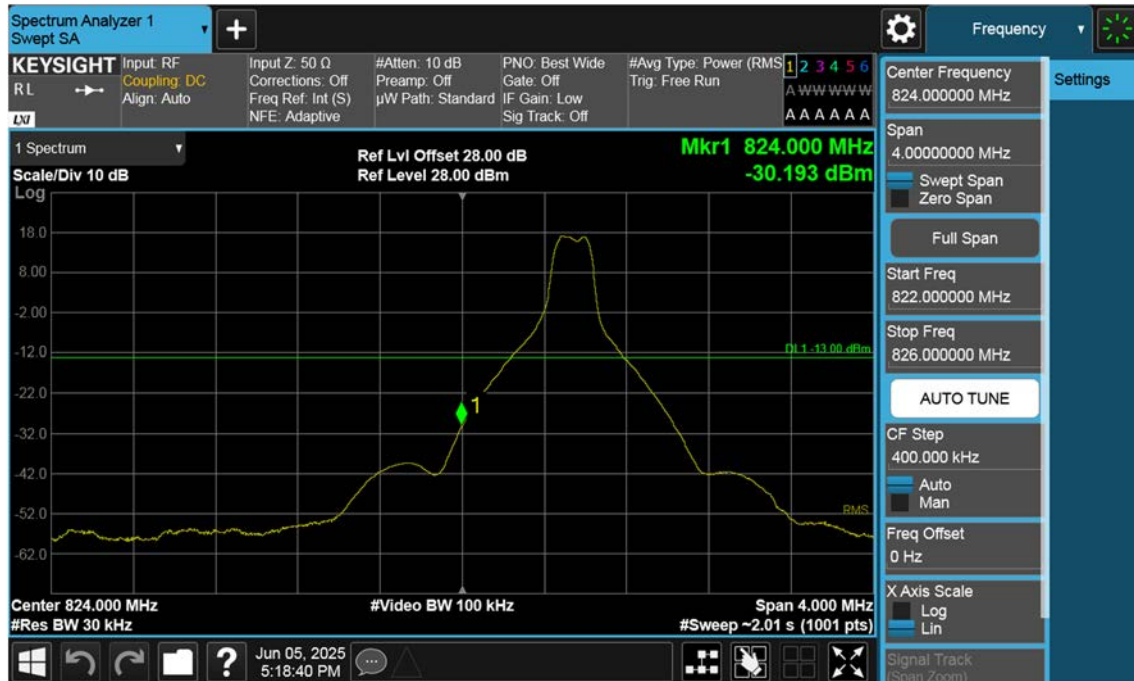 Spectrum Analyzer 1
Swept SA
Frequency
KEYSIGHT
RL
LXI
Input: RF
Coupling: DC
Align: Auto
Input Z: 50 Ω
Corrections: Off
Freq Ref: Int (S)
NFE: Adaptive
#Atten: 10 dB
Preamp: Off
µW Path: Standard
PNO: Best Wide
Gate: Off
IF Gain: Low
Sig Track: Off
#Avg Type: Power (RMS
Trig: Free Run
1 2 3 4 5 6
A W W W W W
A A A A A A
1 Spectrum
Scale/Div 10 dB
Ref Lvl Offset 28.00 dB
Ref Level 28.00 dBm
Mkr1 824.000 MHz
-30.193 dBm
Log
18.0
8.00
-2.00
-12.0
-22.0
-32.0
-42.0
-52.0
-62.0
DL1 -13.00 dBm
1
RMS
Center 824.000 MHz
#Res BW 30 kHz
#Video BW 100 kHz
Span 4.000 MHz
#Sweep ~2.01 s (1001 pts)
Jun 05, 2025
5:18:40 PM
Center Frequency
824.000000 MHz
Settings
Span
4.00000000 MHz
Swept Span
Zero Span
Full Span
Start Freq
822.000000 MHz
Stop Freq
826.000000 MHz
AUTO TUNE
CF Step
400.000 kHz
Auto
Man
Freq Offset
0 Hz
X Axis Scale
Log
Lin
Signal Track
(Span Zoom)